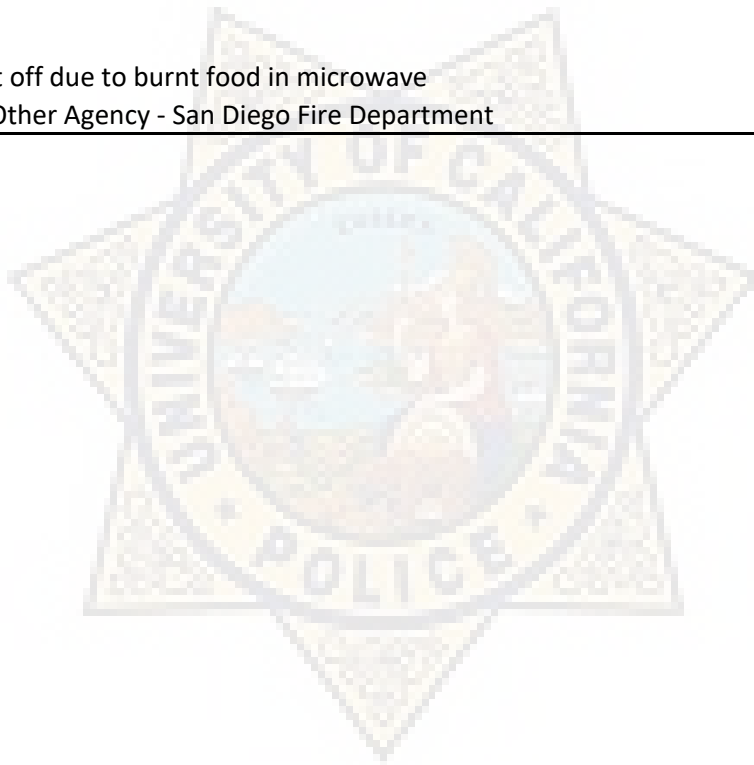 t off due to burnt food in microwave
Other Agency - San Diego Fire Department
UNIVERSITY OF CALIFORNIA
POLICE